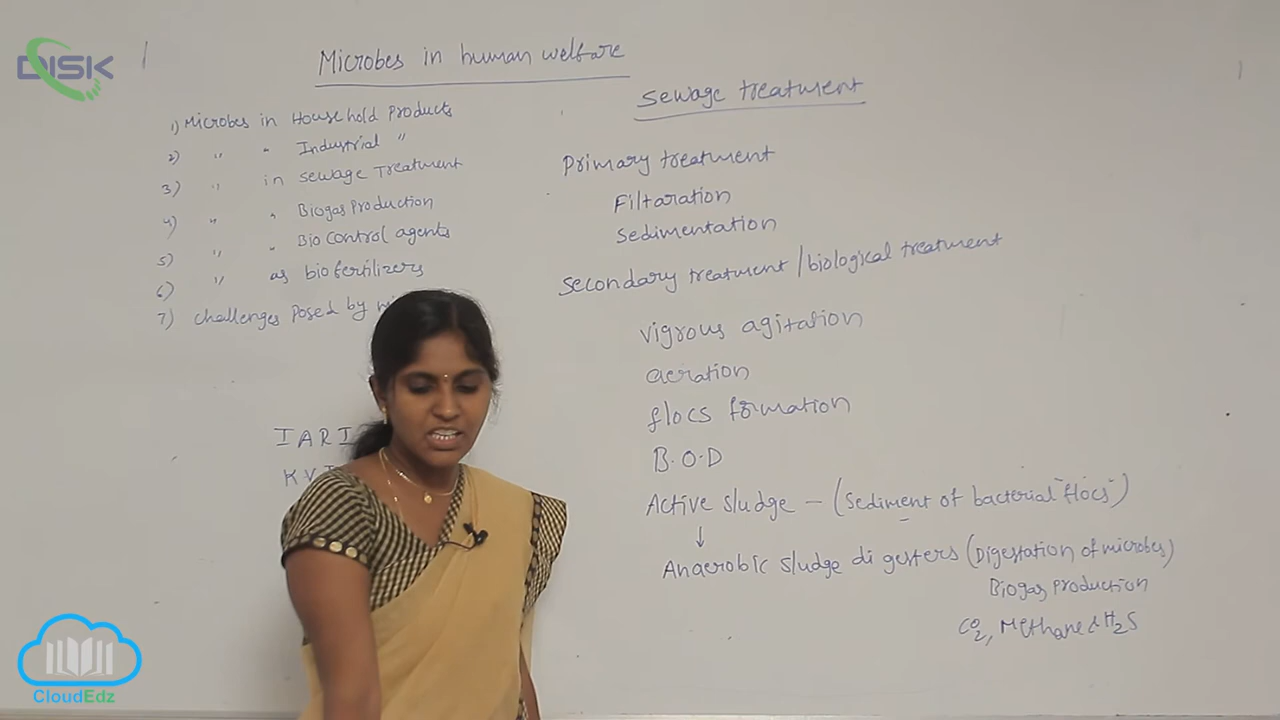 DISK
Microbes in human welfare
1) Microbes in Household Products
2) " " Industrial "
3) " in sewage Treatment
4) " " Biogas Production
5) " " Bio Control agents
6) " as biofertilizers
7) challenges posed by
IARI
sewage treatment
Primary treatment
Filtaration
sedimentation
secondary treatment / biological treatment
vigrous agitation
aeration
flocs formation
B.O.D
Active sludge - (sediment of bacterial "flocs")
↓
Anaerobic sludge digesters (Digestation of microbes)
Biogas production
CO2, Methane & H2S
CloudEdz